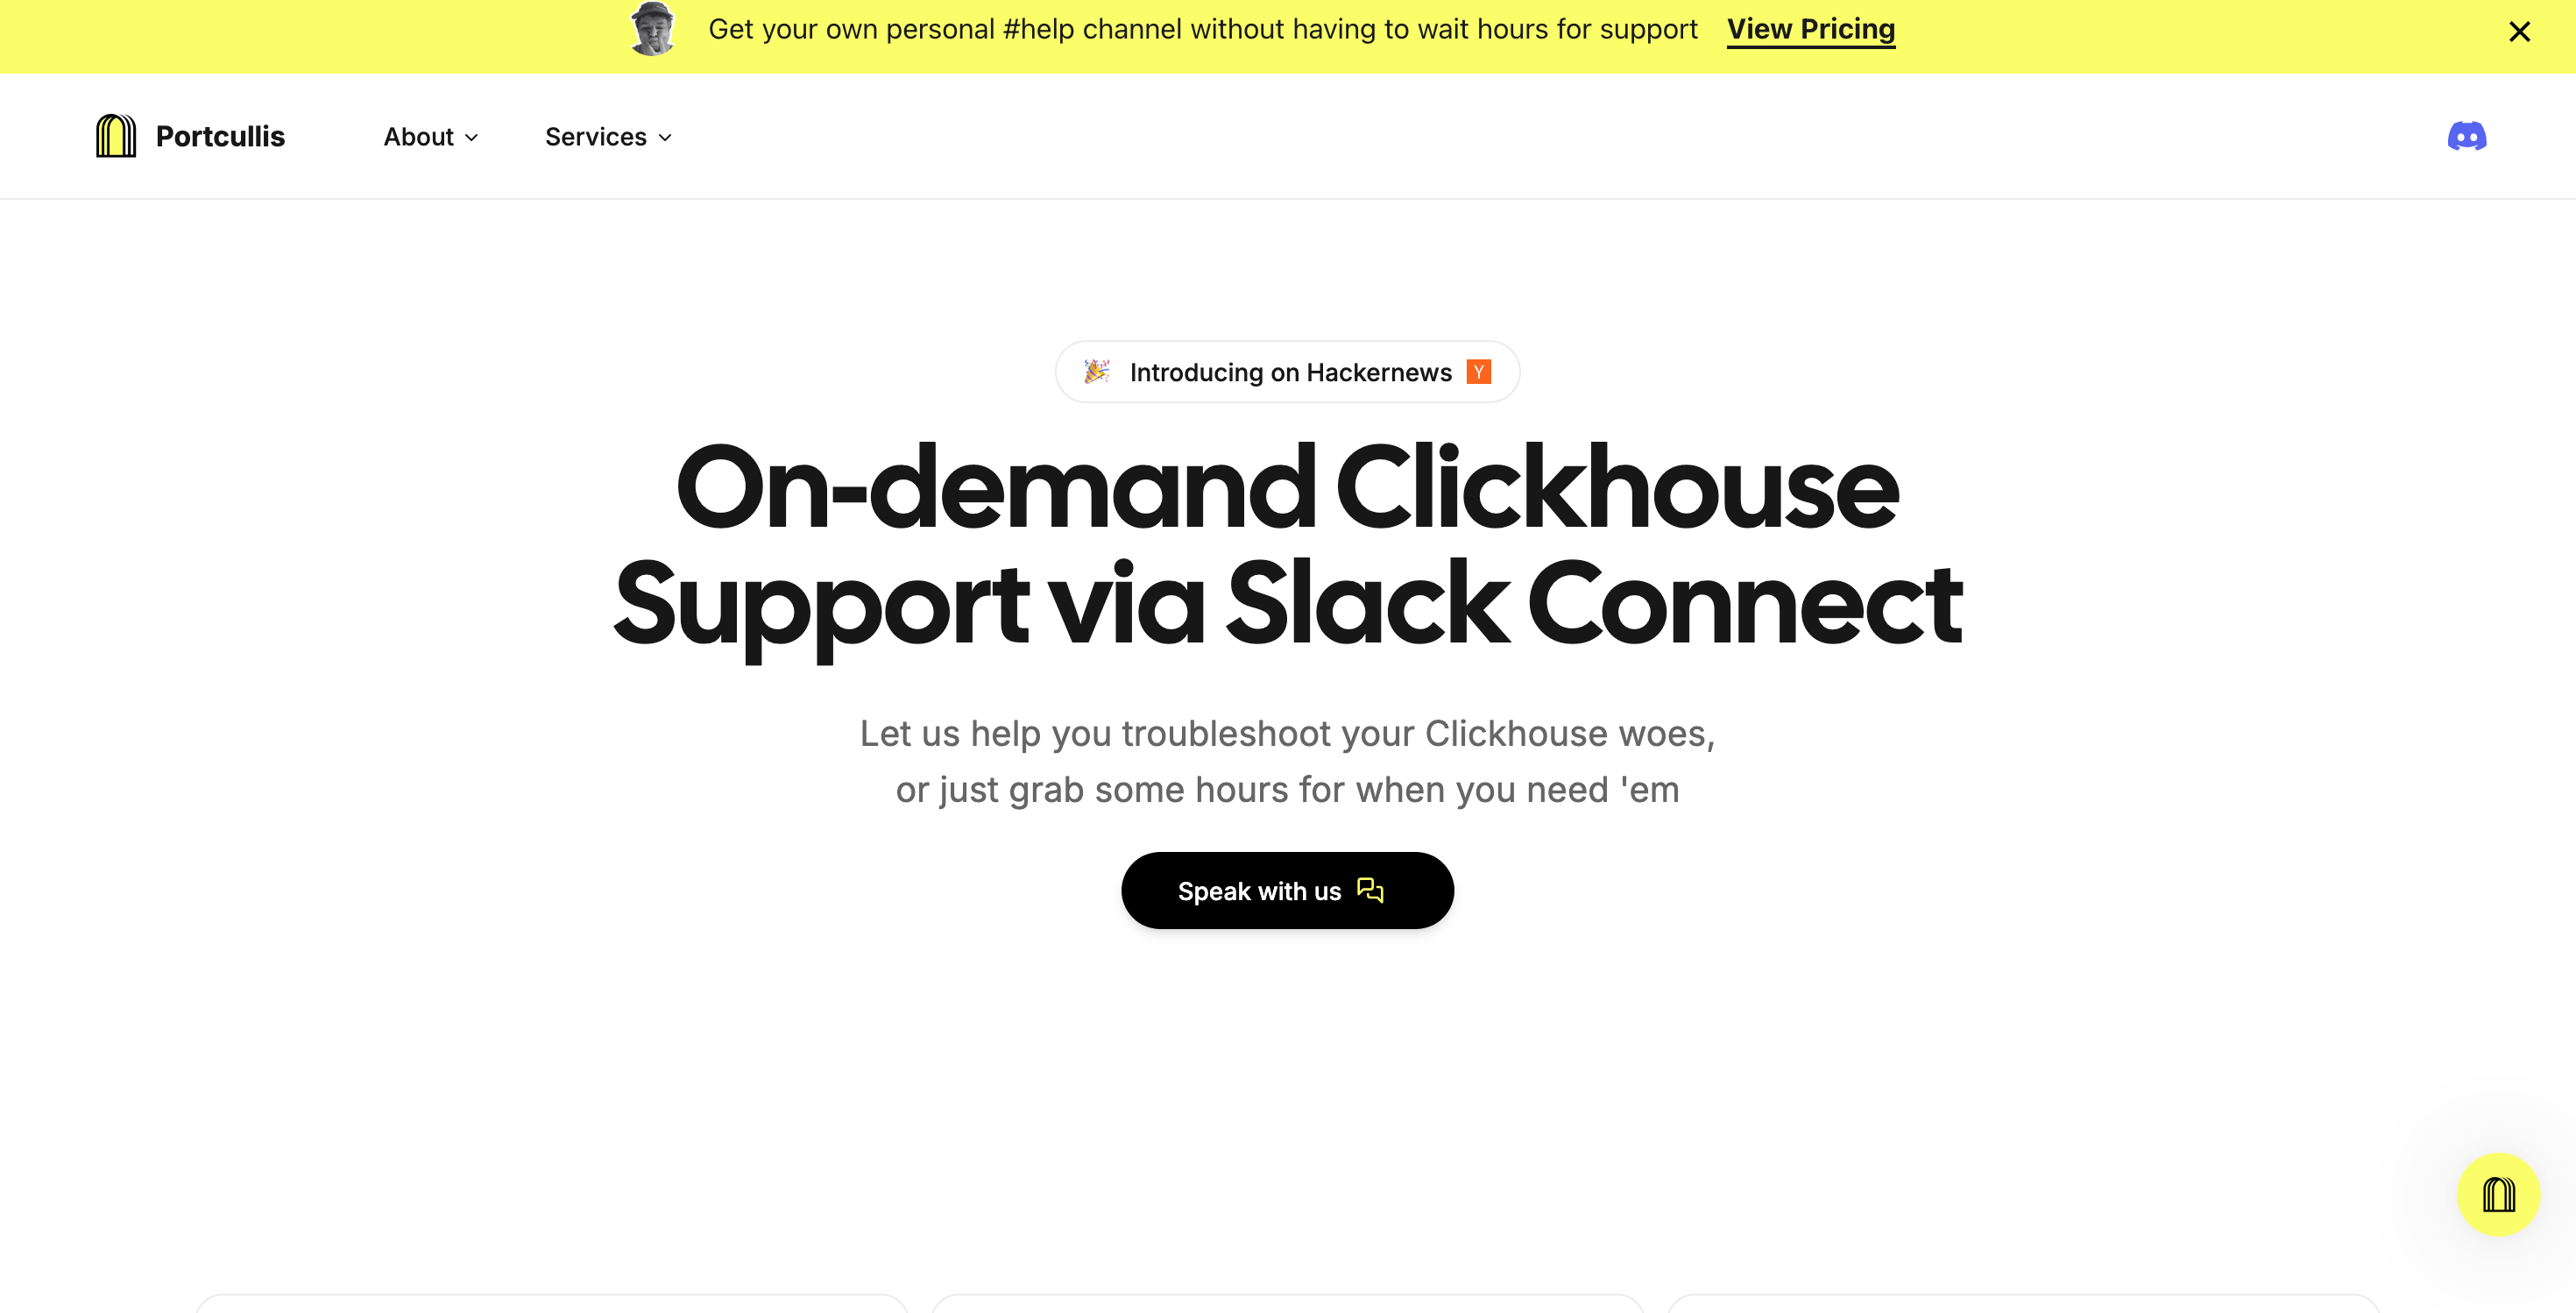 Get your own personal #help channel without having to wait hours for support View Pricing
Portcullis About Services
Introducing on Hackernews Y
On-demand Clickhouse
Support via Slack Connect
Let us help you troubleshoot your Clickhouse woes,
or just grab some hours for when you need 'em
Speak with us